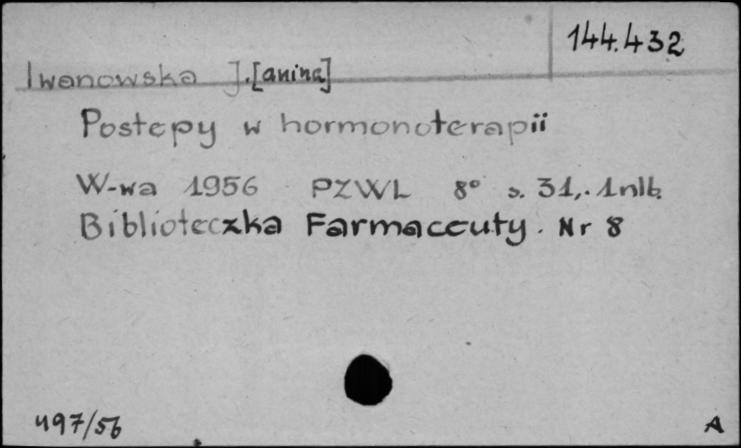 144.432
Iwanowska J.[anina]
Postępy w hormonoterapii
W-wa 1956 PZWL 8° s. 31,. 1nlb.
Biblioteczka Farmaceuty. Nr 8
497/56 A